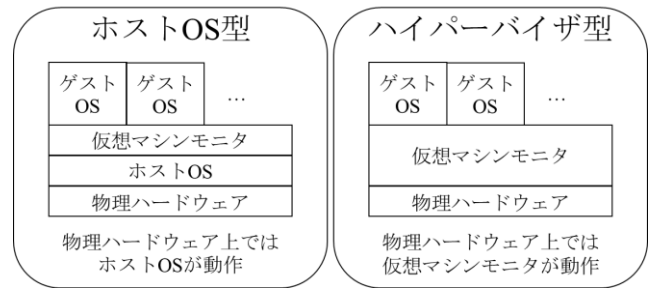 ホストOS型
ゲスト
OS
ゲスト
OS
…
仮想マシンモニタ
ホストOS
物理ハードウェア
物理ハードウェア上では
ホストOSが動作
ハイパーバイザ型
ゲスト
OS
ゲスト
OS
…
仮想マシンモニタ
物理ハードウェア
物理ハードウェア上では
仮想マシンモニタが動作